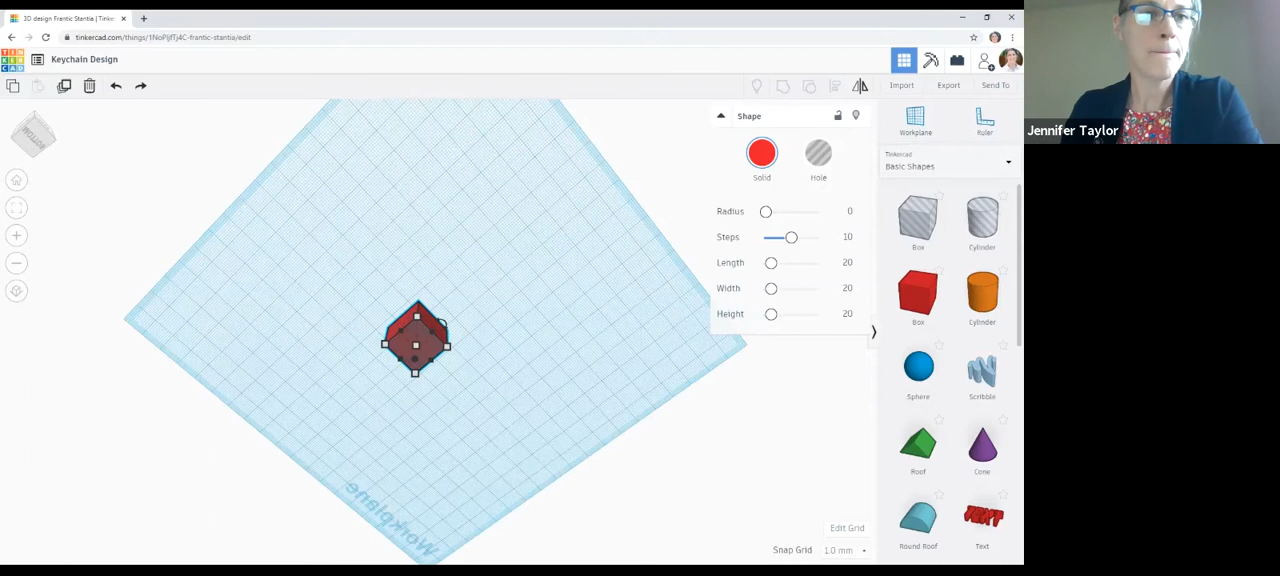 3D design Frantic Stantia | Tinke
tinkercad.com/things/1NoPIjfTj4C-frantic-stantia/edit
TIN
KER
CAD
Keychain Design
Import
Export
Send To
BOTTOM
Shape
Workplane
Ruler
Solid
Hole
Tinkercad
Basic Shapes
Radius
0
Steps
10
Length
20
Width
20
Height
20
Box
Cylinder
Box
Cylinder
Sphere
Scribble
Roof
Cone
TEXT
Round Roof
Text
Workplane
Edit Grid
Snap Grid
1.0 mm
Jennifer Taylor